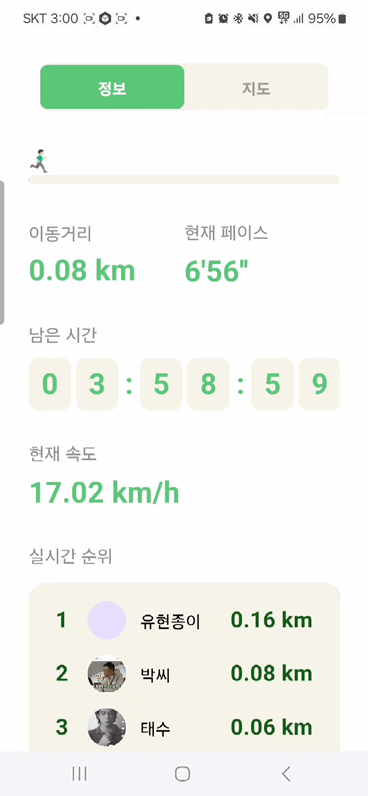 SKT 3:00 95%
정보 지도
이동거리 현재 페이스
0.08 km 6'56"
남은 시간
0 3 : 5 8 : 5 9
현재 속도
17.02 km/h
실시간 순위
1 유현종이 0.16 km
2 박씨 0.08 km
3 태수 0.06 km